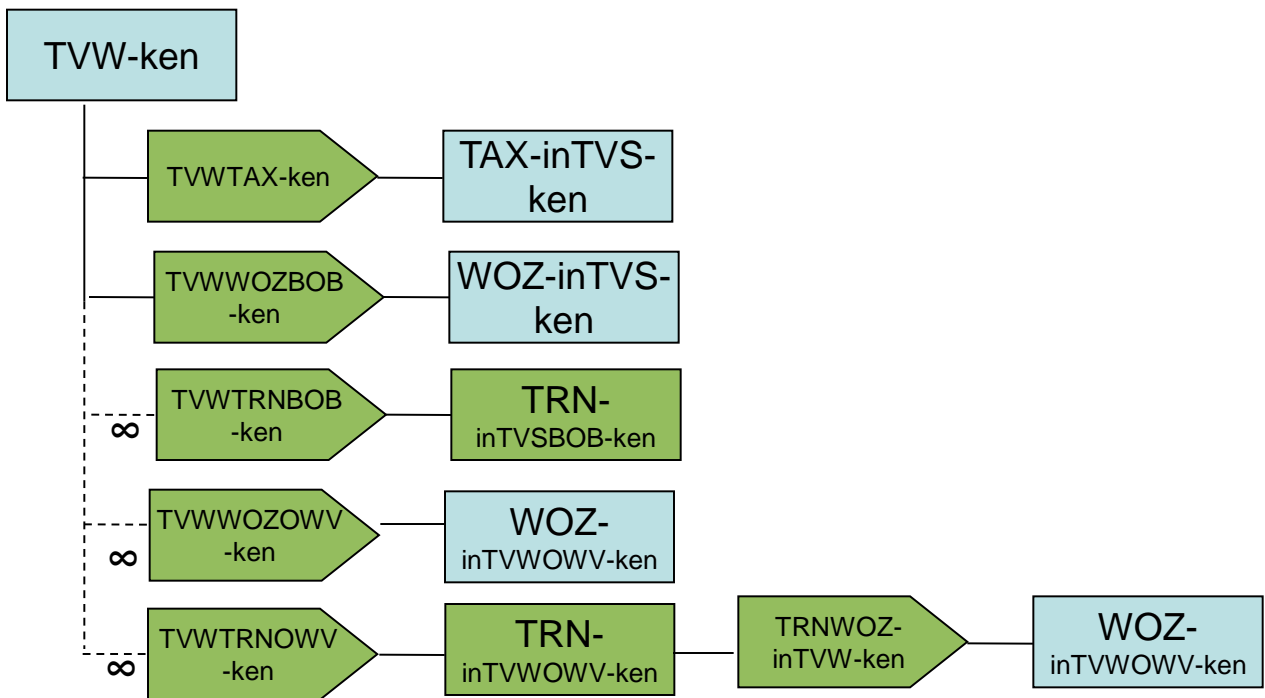 TVW-ken
TVWTAX-ken
TAX-inTVS-
ken
TVWWOZBOB
-ken
WOZ-inTVS-
ken
TVWTRNBOB
-ken
∞
TRN-
inTVSBOB-ken
TVWWOZOWV
-ken
∞
WOZ-
inTVWOWV-ken
TVWTRNOWV
-ken
∞
TRN-
inTVWOWV-ken
TRNWOZ-
inTVW-ken
WOZ-
inTVWOWV-ken